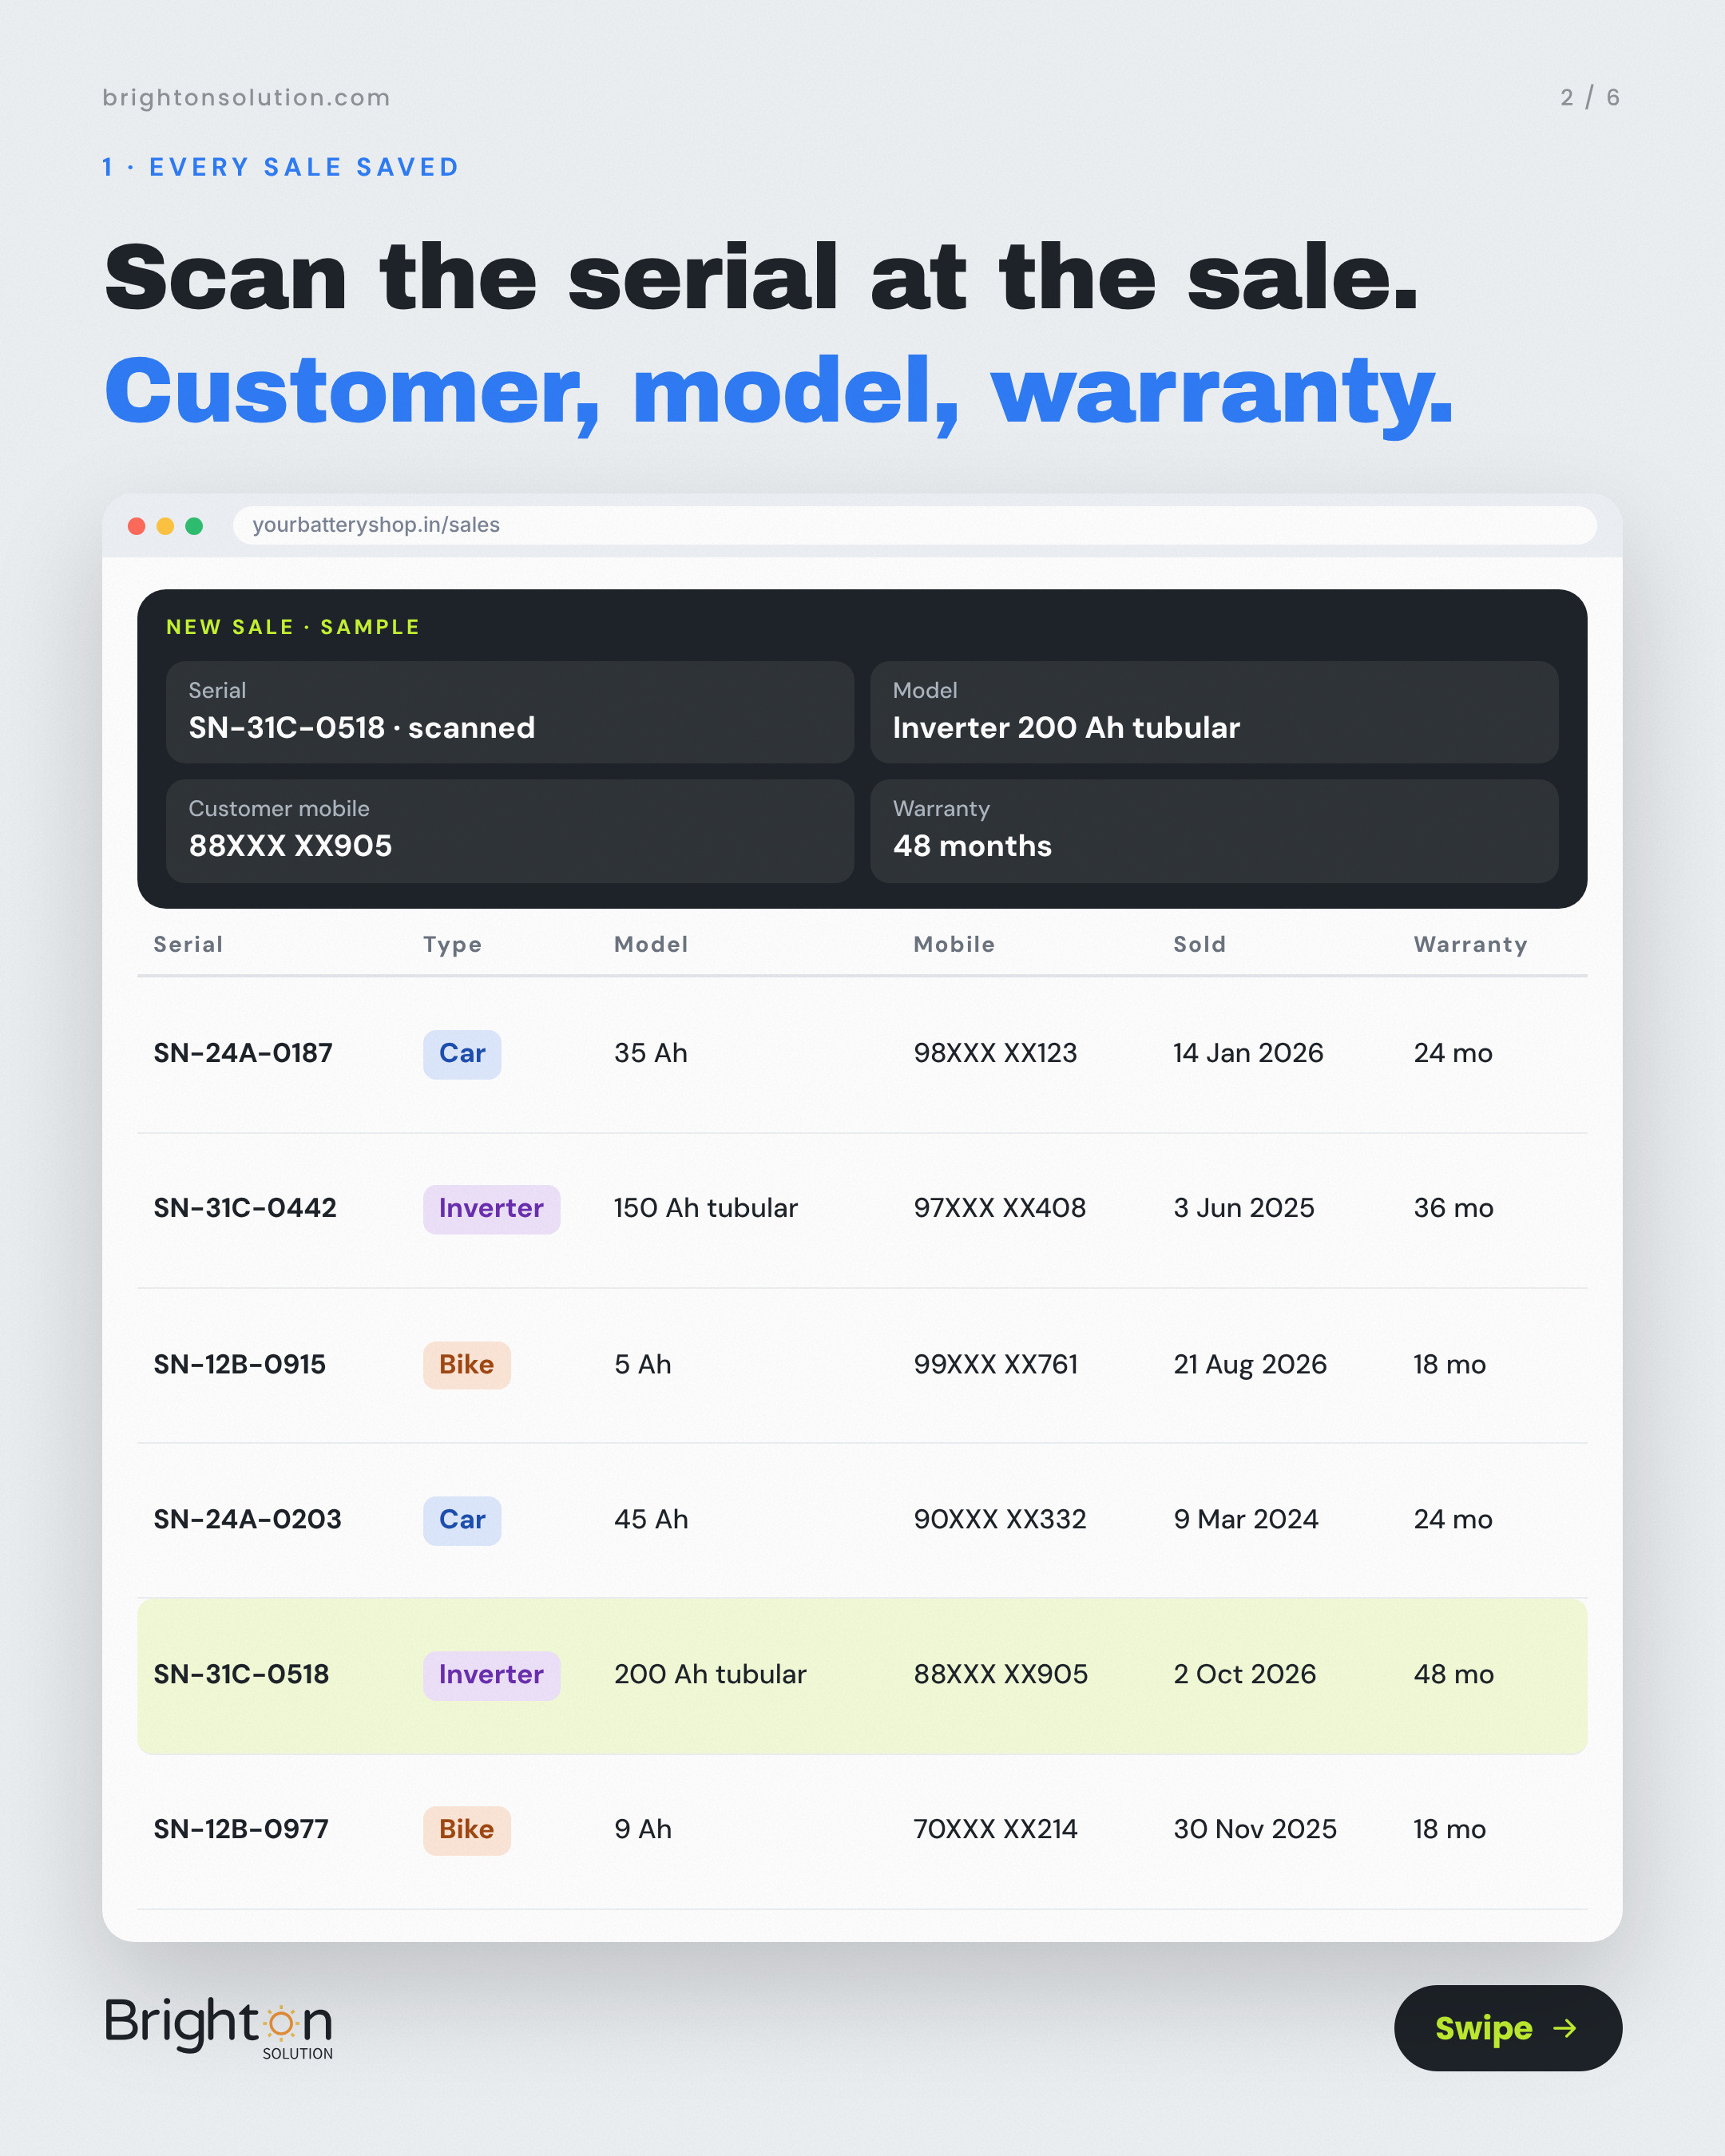 brightonsolution.com 2 / 6
1 · EVERY SALE SAVED
Scan the serial at the sale.
Customer, model, warranty.
yourbatteryshop.in/sales
NEW SALE · SAMPLE
Serial Model
SN-31C-0518 · scanned Inverter 200 Ah tubular
Customer mobile Warranty
88XXX XX905 48 months
Serial Type Model Mobile Sold Warranty
SN-24A-0187 Car 35 Ah 98XXX XX123 14 Jan 2026 24 mo
SN-31C-0442 Inverter 150 Ah tubular 97XXX XX408 3 Jun 2025 36 mo
SN-12B-0915 Bike 5 Ah 99XXX XX761 21 Aug 2026 18 mo
SN-24A-0203 Car 45 Ah 90XXX XX332 9 Mar 2024 24 mo
SN-31C-0518 Inverter 200 Ah tubular 88XXX XX905 2 Oct 2026 48 mo
SN-12B-0977 Bike 9 Ah 70XXX XX214 30 Nov 2025 18 mo
Brighton
SOLUTION
Swipe →